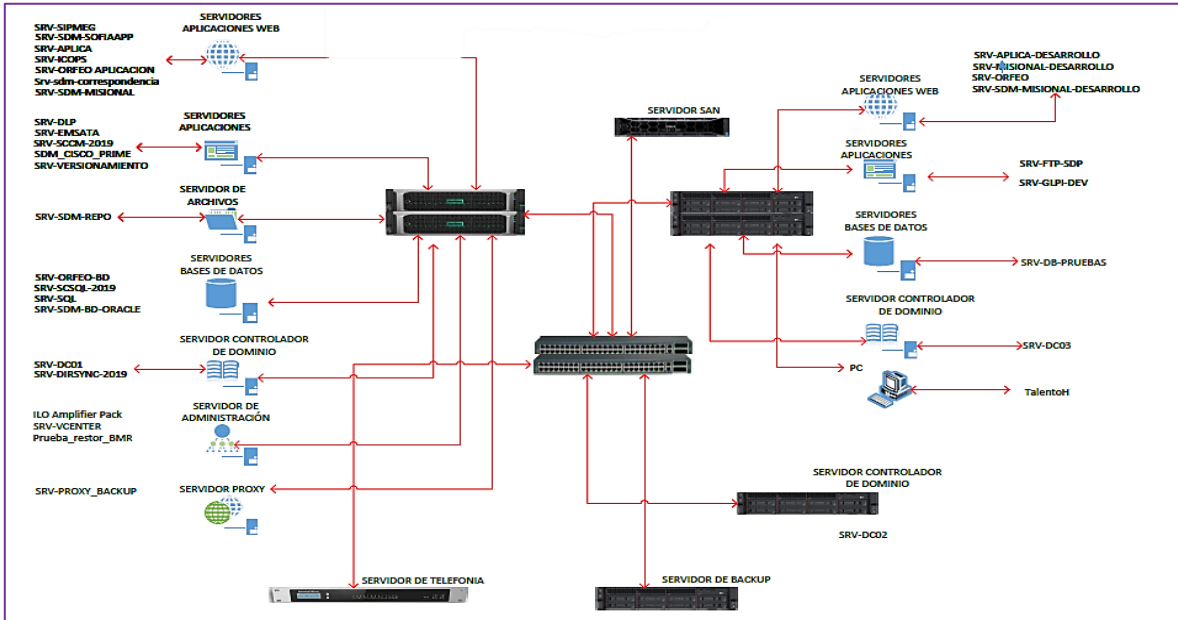 SERVIDORES
APLICACIONES WEB
SRV-SIPMEG
SRV-SDM-SOFIAAPP
SRV-APLICA
SRV-ICOPS
SRV-ORFEO APLICACION
Srv-sdm-correspondencia
SRV-SDM-MISIONAL
SERVIDORES
APLICACIONES
SRV-DLP
SRV-EMSATA
SRV-SCCM-2019
SDM_CISCO_PRIME
SRV-VERSIONAMIENTO
SERVIDOR DE
ARCHIVOS
SRV-SDM-REPO
SERVIDORES
BASES DE DATOS
SRV-ORFEO-BD
SRV-SCSQL-2019
SRV-SQL
SRV-SDM-BD-ORACLE
SERVIDOR CONTROLADOR
DE DOMINIO
SRV-DC01
SRV-DIRSYNC-2019
SERVIDOR DE
ADMINISTRACIÓN
ILO Amplifier Pack
SRV-VCENTER
Prueba_restor_BMR
SERVIDOR PROXY
SRV-PROXY_BACKUP
SERVIDOR DE TELEFONIA
SERVIDOR SAN
SERVIDOR DE BACKUP
SERVIDORES
APLICACIONES WEB
SRV-APLICA-DESARROLLO
SRV-MISIONAL-DESARROLLO
SRV-ORFEO
SRV-SDM-MISIONAL-DESARROLLO
SERVIDORES
APLICACIONES
SRV-FTP-SDP
SRV-GLPI-DEV
SERVIDORES
BASES DE DATOS
SRV-DB-PRUEBAS
SERVIDOR CONTROLADOR
DE DOMINIO
SRV-DC03
PC
TalentoH
SERVIDOR CONTROLADOR
DE DOMINIO
SRV-DC02